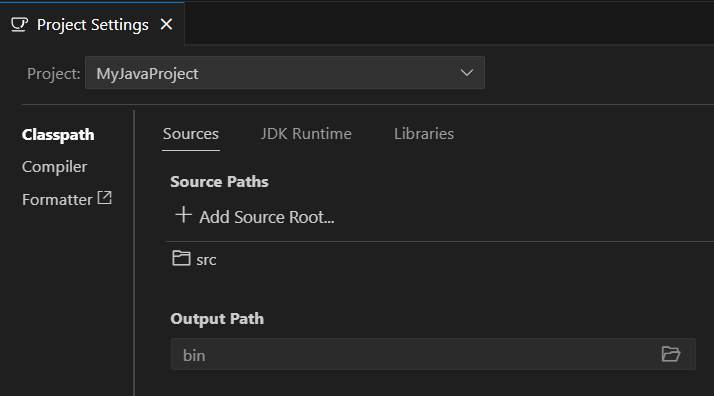 Project Settings
Project: MyJavaProject
Classpath
Compiler
Formatter
Sources JDK Runtime Libraries
Source Paths
Add Source Root...
src
Output Path
bin